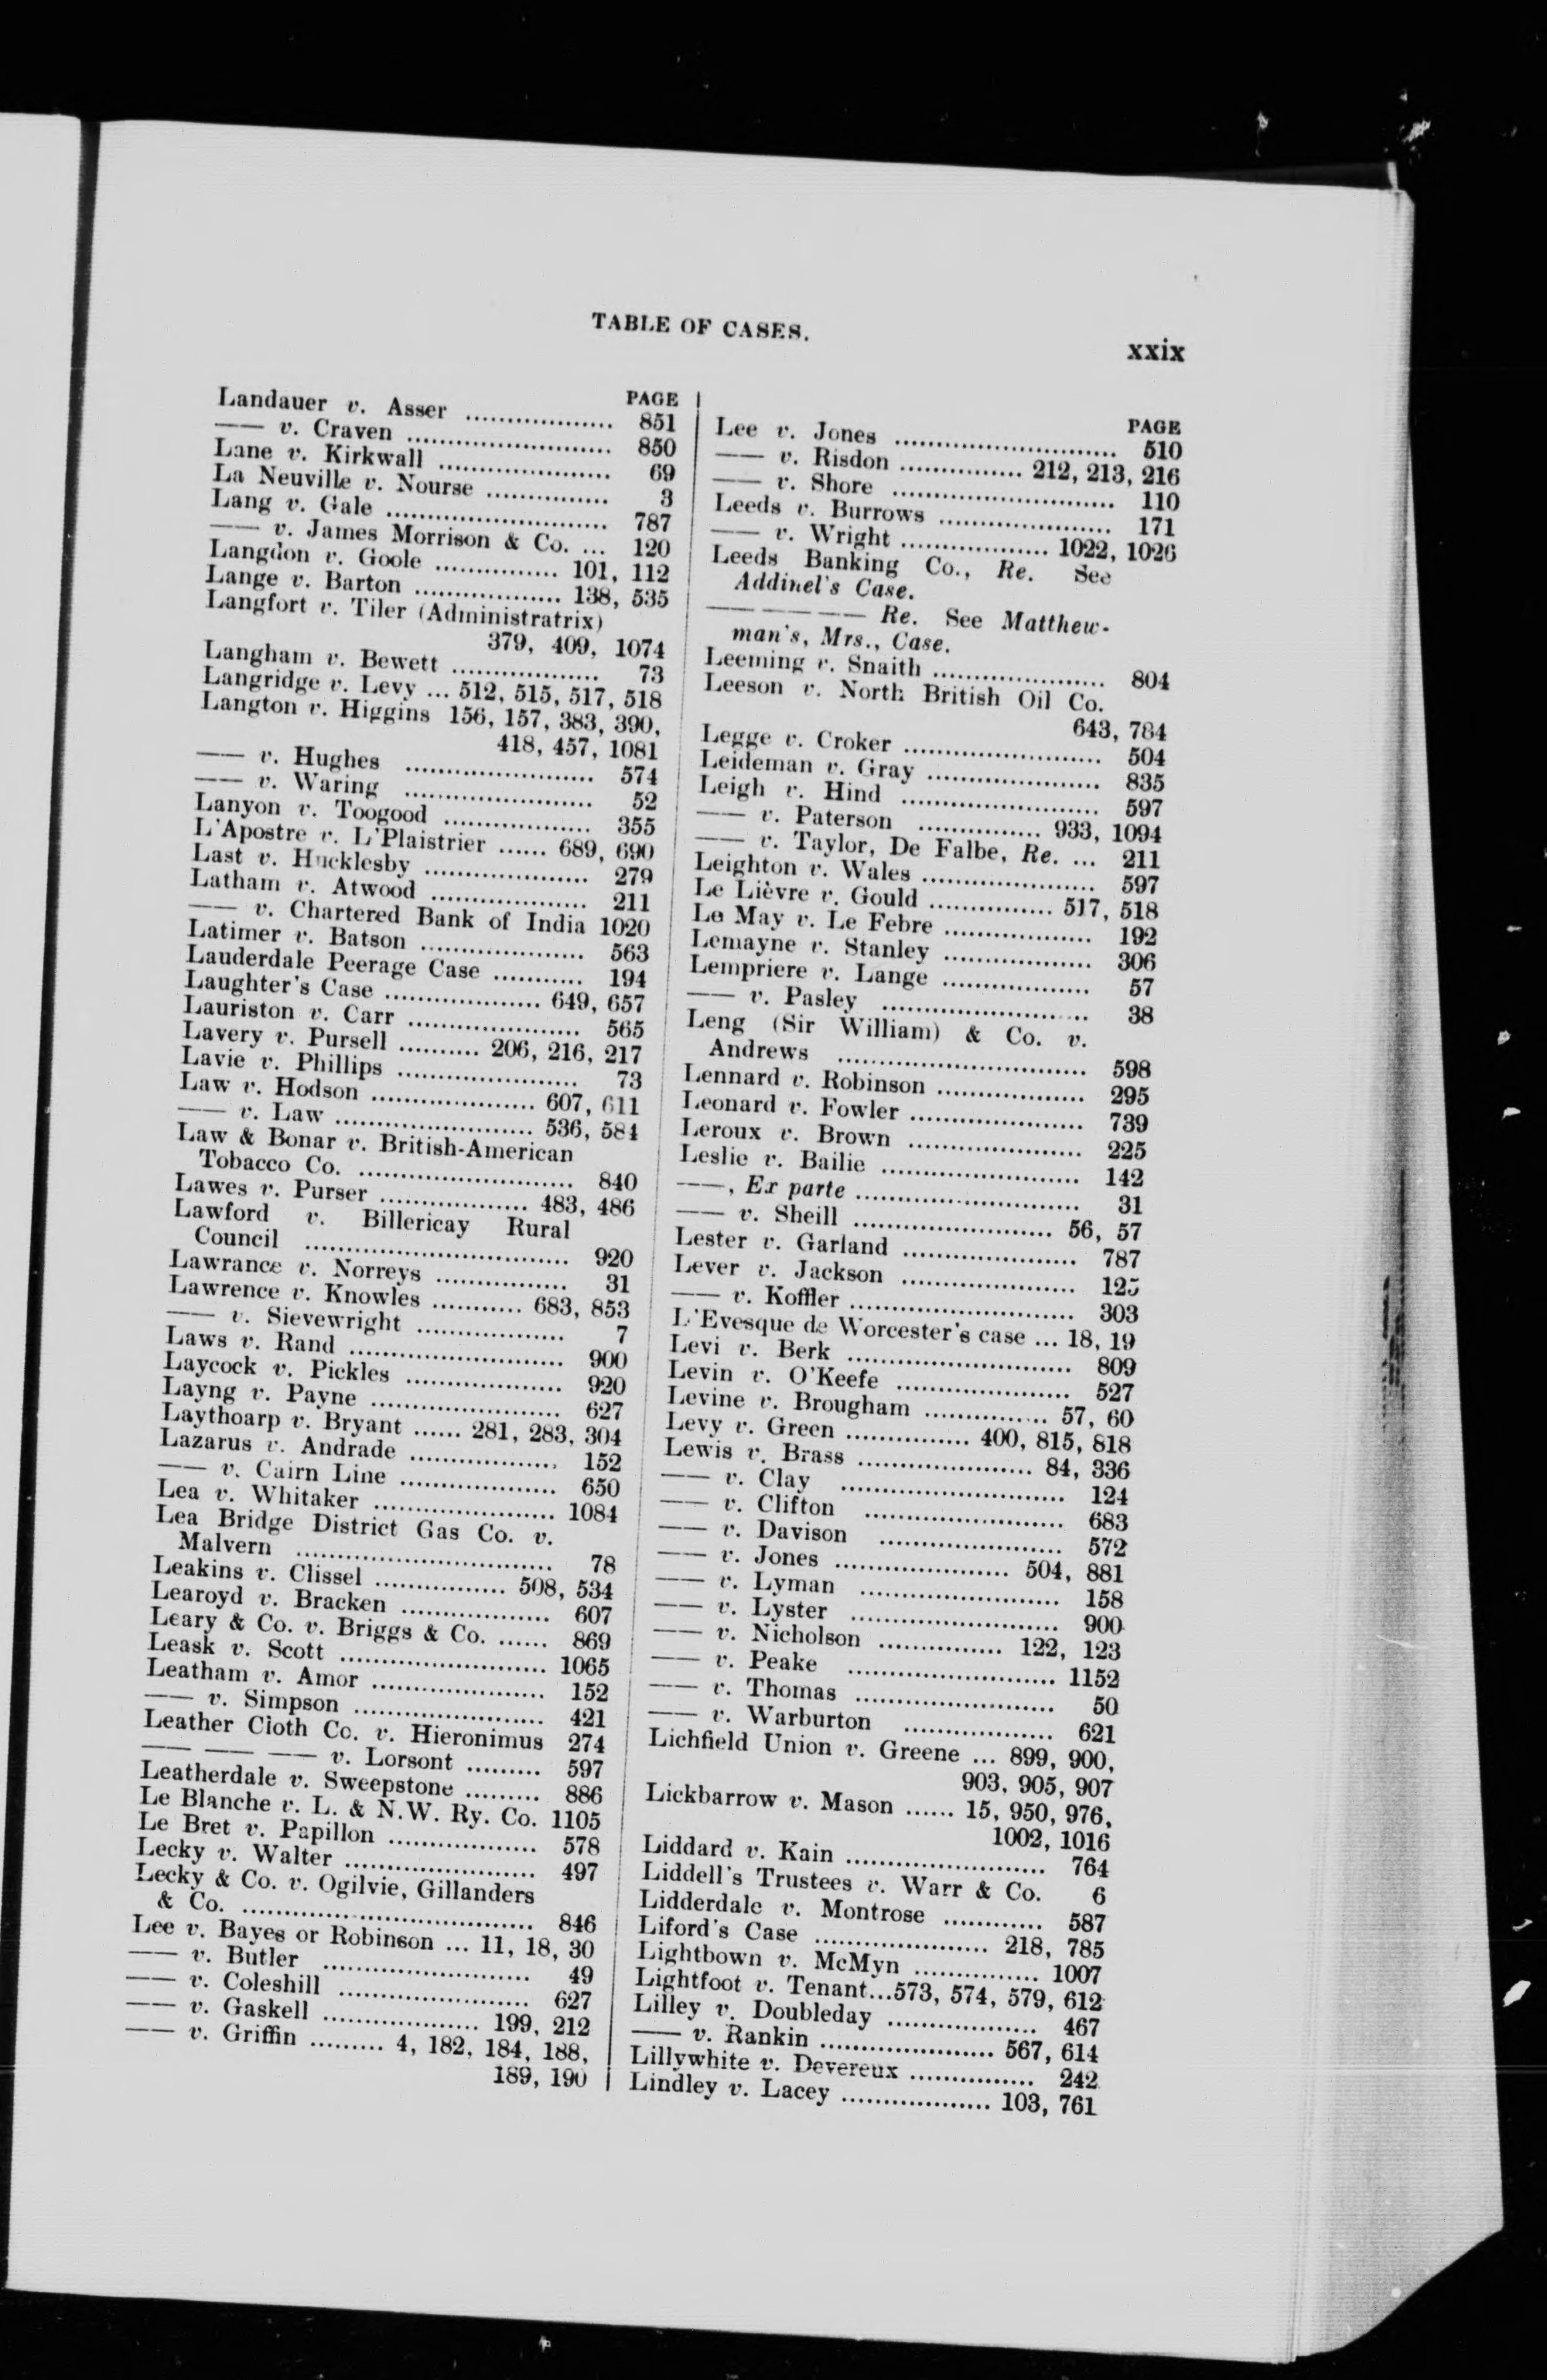 TABLE OF CASES.
xxix
PAGE
Landauer v. Asser .................. 851
—— v. Craven ......................... 850
Lane v. Kirkwall ..................... 69
La Neuville v. Nourse ............... 3
Lang v. Gale ........................... 787
—— v. James Morrison & Co. ... 120
Langdon v. Goole ............... 101, 112
Lange v. Barton .................. 138, 535
Langfort v. Tiler (Administratrix)
379, 409, 1074
Langham v. Bewett .................. 73
Langridge v. Levy ... 512, 515, 517, 518
Langton v. Higgins 156, 157, 383, 390,
418, 457, 1081
—— v. Hughes ....................... 574
—— v. Waring ....................... 52
Lanyon v. Toogood .................. 355
L'Apostre v. L'Plaistrier ...... 689, 690
Last v. Hucklesby .................... 279
Latham v. Atwood ................... 211
—— v. Chartered Bank of India 1020
Latimer v. Batson .................... 563
Lauderdale Peerage Case ........... 194
Laughter's Case ................... 649, 657
Lauriston v. Carr ..................... 565
Lavery v. Pursell .......... 206, 216, 217
Lavie v. Phillips ...................... 73
Law v. Hodson .................... 607, 611
—— v. Law ........................ 536, 584
Law & Bonar v. British-American
Tobacco Co. .......................... 840
Lawes v. Purser .................. 483, 486
Lawford v. Billericay Rural
Council ................................ 920
Lawrance v. Norreys ................ 31
Lawrence v. Knowles ........... 683, 853
—— v. Sievewright .................. 7
Laws v. Rand .......................... 900
Laycock v. Pickles ................... 920
Layng v. Payne ....................... 627
Laythoarp v. Bryant ...... 281, 283, 304
Lazarus v. Andrade .................. 152
—— v. Cairn Line ................... 650
Lea v. Whitaker ...................... 1084
Lea Bridge District Gas Co. v.
Malvern ............................... 78
Leakins v. Clissel ................ 508, 534
Learoyd v. Bracken .................. 607
Leary & Co. v. Briggs & Co. ...... 869
Leask v. Scott ......................... 1065
Leatham v. Amor ..................... 152
—— v. Simpson ....................... 421
Leather Cloth Co. v. Hieronimus 274
—— —— —— v. Lorsont ......... 597
Leatherdale v. Sweepstone ......... 886
Le Blanche v. L. & N.W. Ry. Co. 1105
Le Bret v. Papillon .................. 578
Lecky v. Walter ....................... 497
Lecky & Co. v. Ogilvie, Gillanders
& Co. ................................... 846
Lee v. Bayes or Robinson ... 11, 18, 30
—— v. Butler ......................... 49
—— v. Coleshill ....................... 627
—— v. Gaskell ................... 199, 212
—— v. Griffin ......... 4, 182, 184, 188,
189, 190
PAGE
Lee v. Jones ........................... 510
—— v. Risdon ............... 212, 213, 216
—— v. Shore ........................... 110
Leeds v. Burrows ..................... 171
—— v. Wright .................. 1022, 1026
Leeds Banking Co., Re. See
Addinel's Case.
—— —— —— Re. See Matthew-
man's, Mrs., Case.
Leeming v. Snaith ..................... 804
Leeson v. North British Oil Co.
643, 784
Legge v. Croker ........................ 504
Leideman v. Gray ..................... 835
Leigh v. Hind ........................ 597
—— v. Paterson ............... 933, 1094
—— v. Taylor, De Falbe, Re. ... 211
Leighton v. Wales ..................... 597
Le Lièvre v. Gould ............... 517, 518
Le May v. Le Febre .................. 192
Lemayne v. Stanley .................. 306
Lempriere v. Lange .................. 57
—— v. Pasley ......................... 38
Leng (Sir William) & Co. v.
Andrews .............................. 598
Lennard v. Robinson .................. 295
Leonard v. Fowler ..................... 739
Leroux v. Brown ..................... 225
Leslie v. Bailie ........................ 142
——, Ex parte ........................ 31
—— v. Sheill ........................ 56, 57
Lester v. Garland ..................... 787
Lever v. Jackson ..................... 125
—— v. Koffler ........................... 303
L'Evesque de Worcester's case ... 18, 19
Levi v. Berk ........................... 809
Levin v. O'Keefe ..................... 527
Levine v. Brougham ............... 57, 60
Levy v. Green ............... 400, 815, 818
Lewis v. Brass ..................... 84, 336
—— v. Clay ........................... 124
—— v. Clifton ........................ 683
—— v. Davison ...................... 572
—— v. Jones ..................... 504, 881
—— v. Lyman ........................ 158
—— v. Lyster ......................... 900
—— v. Nicholson ............... 122, 123
—— v. Peake ......................... 1152
—— v. Thomas ........................ 50
—— v. Warburton .................. 621
Lichfield Union v. Greene ... 899, 900,
903, 905, 907
Lickbarrow v. Mason ...... 15, 950, 976,
1002, 1016
Liddard v. Kain ........................ 764
Liddell's Trustees v. Warr & Co. 6
Lidderdale v. Montrose ............ 587
Liford's Case ..................... 218, 785
Lightbown v. McMyn ............... 1007
Lightfoot v. Tenant...573, 574, 579, 612
Lilley v. Doubleday .................. 467
—— v. Rankin ..................... 567, 614
Lillywhite v. Devereux ............... 242
Lindley v. Lacey .................. 103, 761